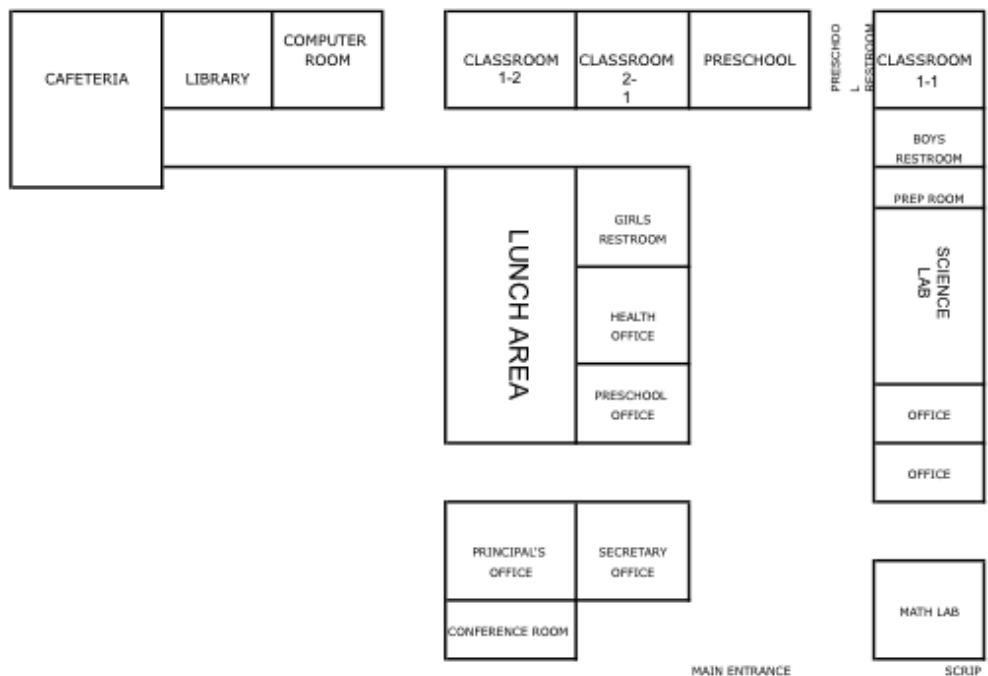 CAFETERIA
LIBRARY
COMPUTER
ROOM
CLASSROOM
1-2
CLASSROOM
2-
1
PRESCHOOL
PRESCHOO
L
RESTROOM
CLASSROOM
1-1
BOYS
RESTROOM
PREP ROOM
SCIENCE
LAB
OFFICE
OFFICE
LUNCH AREA
GIRLS
RESTROOM
HEALTH
OFFICE
PRESCHOOL
OFFICE
PRINCIPAL'S
OFFICE
SECRETARY
OFFICE
CONFERENCE ROOM
MATH LAB
MAIN ENTRANCE
SCRIP